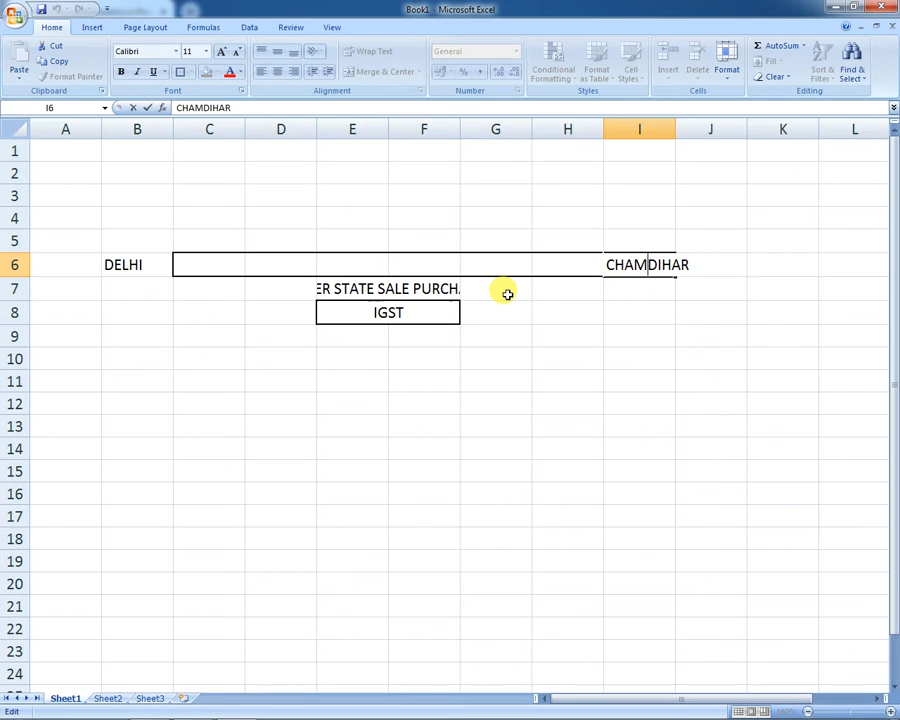 Book1 - Microsoft Excel
Home Insert Page Layout Formulas Data Review View
Cut
Copy
Format Painter
Paste
Clipboard
Calibri 11
B I U
Font
Wrap Text
Merge & Center
Alignment
General
Number
Conditional Formatting
Format as Table
Cell Styles
Styles
Insert Delete Format
Cells
AutoSum
Fill
Clear
Sort & Filter
Find & Select
Editing
I6 fx CHAMDIHAR
A B C D E F G H I J K L
1
2
3
4
5
6 DELHI CHAMDIHAR
7 ER STATE SALE PURCH
8 IGST
9
10
11
12
13
14
15
16
17
18
19
20
21
22
23
24
Sheet1 Sheet2 Sheet3
Edit 160%